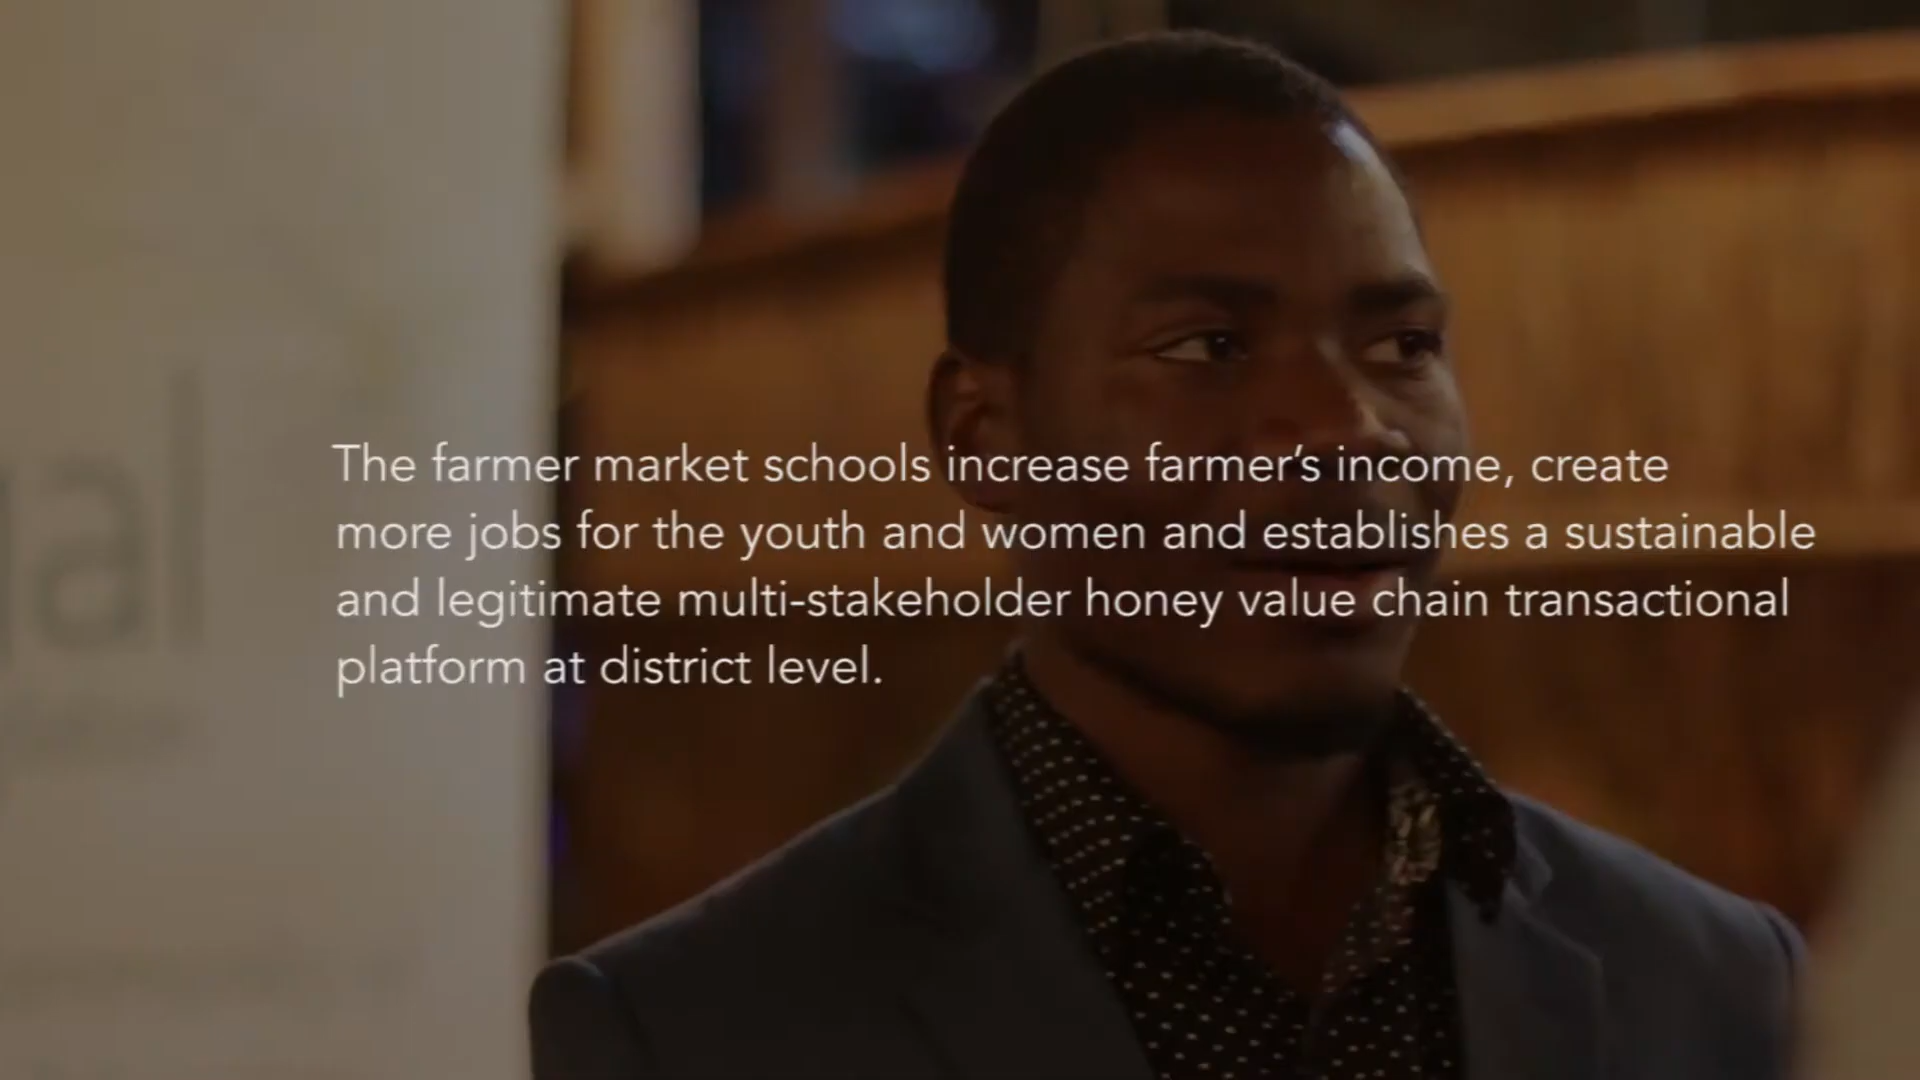 The farmer market schools increase farmer’s income, create
more jobs for the youth and women and establishes a sustainable
and legitimate multi-stakeholder honey value chain transactional
platform at district level.